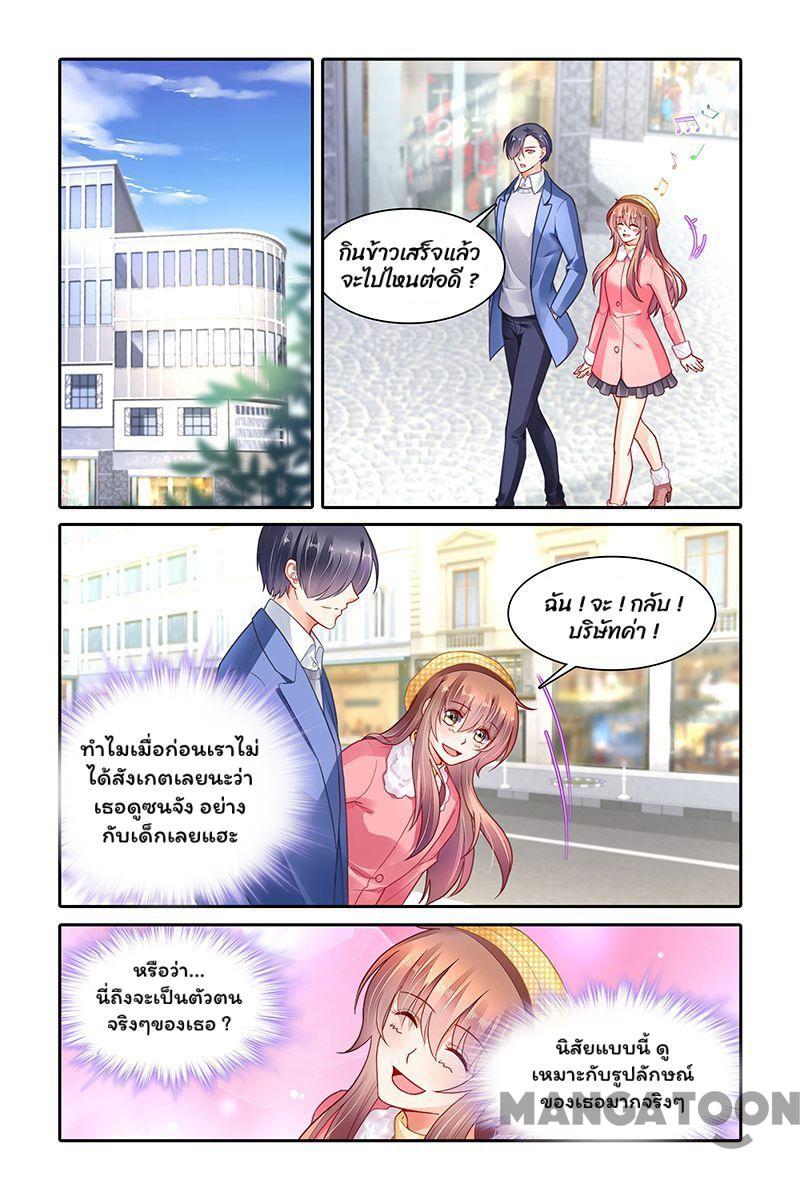 กินข้าวเสร็จแล้ว
จะไปไหนต่อดี ?
ฉัน ! จะ ! กลับ !
บริษัทค่า !
ทำไมเมื่อก่อนเราไม่
ได้สังเกตเลยนะว่า
เธอดูซนจัง อย่าง
กับเด็กเลยแฮะ
หรือว่า...
นี่ถึงจะเป็นตัวตน
จริงๆของเธอ ?
นิสัยแบบนี้ ดู
เหมาะกับรูปลักษณ์
ของเธอมากจริงๆ
MANGATOON